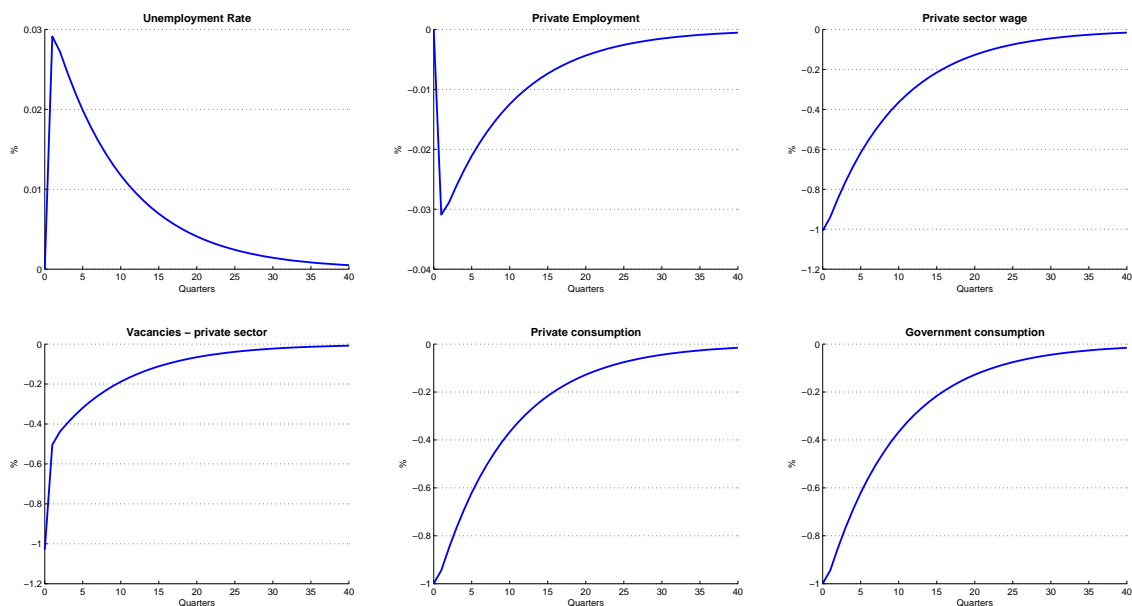 Unemployment Rate
0.03
0.02
0.01
0
%
0 5 10 15 20 25 30 35 40
Quarters
Private Employment
0
−0.01
−0.02
−0.03
−0.04
%
0 5 10 15 20 25 30 35 40
Quarters
Private sector wage
0
−0.2
−0.4
−0.6
−0.8
−1
−1.2
%
0 5 10 15 20 25 30 35 40
Quarters
Vacancies − private sector
0
−0.2
−0.4
−0.6
−0.8
−1
−1.2
%
0 5 10 15 20 25 30 35 40
Quarters
Private consumption
0
−0.2
−0.4
−0.6
−0.8
−1
%
0 5 10 15 20 25 30 35 40
Quarters
Government consumption
0
−0.2
−0.4
−0.6
−0.8
−1
%
0 5 10 15 20 25 30 35 40
Quarters